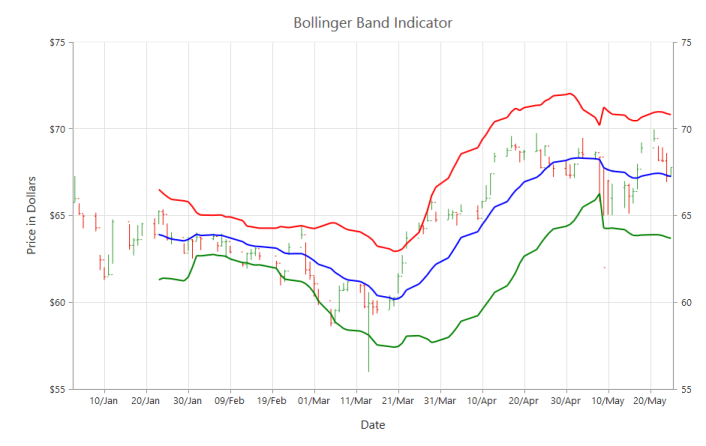 Bollinger Band Indicator
$75
75
$70
70
Price in Dollars
$65
65
$60
60
$55
55
10/Jan 20/Jan 30/Jan 09/Feb 19/Feb 01/Mar 11/Mar 21/Mar 31/Mar 10/Apr 20/Apr 30/Apr 10/May 20/May
Date